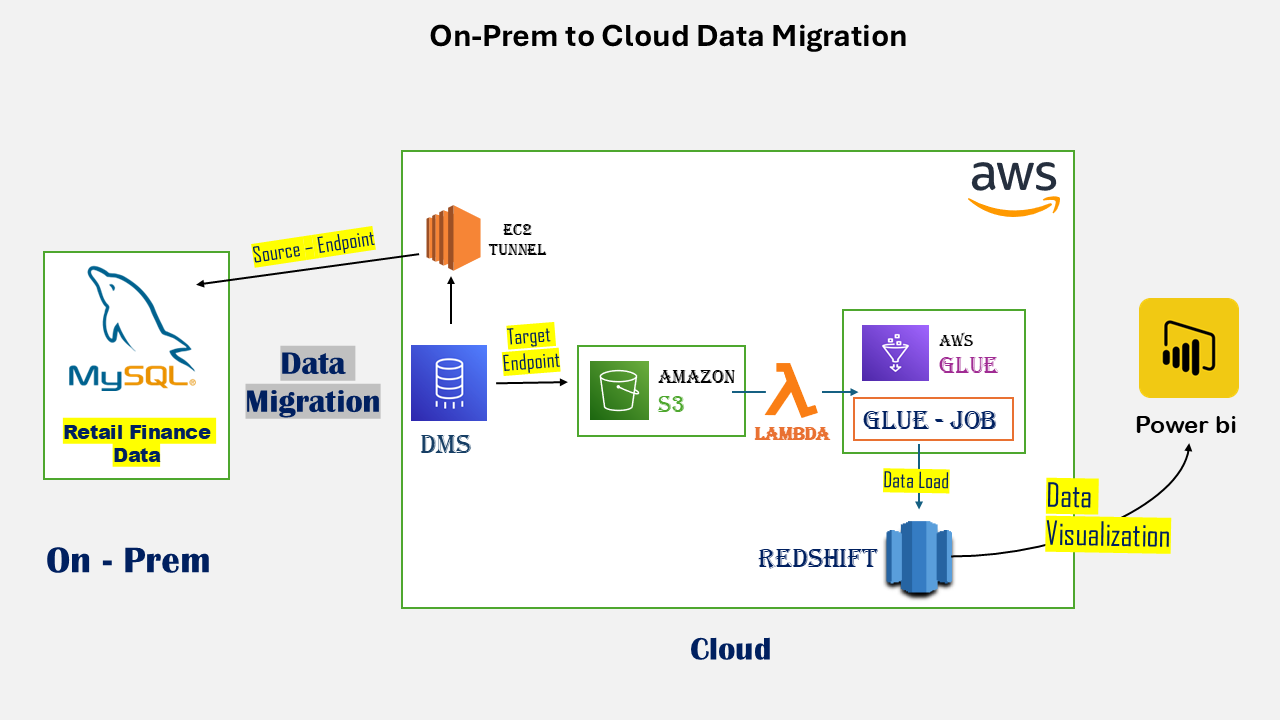 On-Prem to Cloud Data Migration
aws
EC2
TUNNEL
Source – Endpoint
MySQL®
Retail Finance
Data
On - Prem
Data
Migration
DMS
Target
Endpoint
AMAZON
S3
LAMBDA
AWS
GLUE
GLUE - JOB
Data Load
REDSHIFT
Data
Visualization
Power bi
Cloud